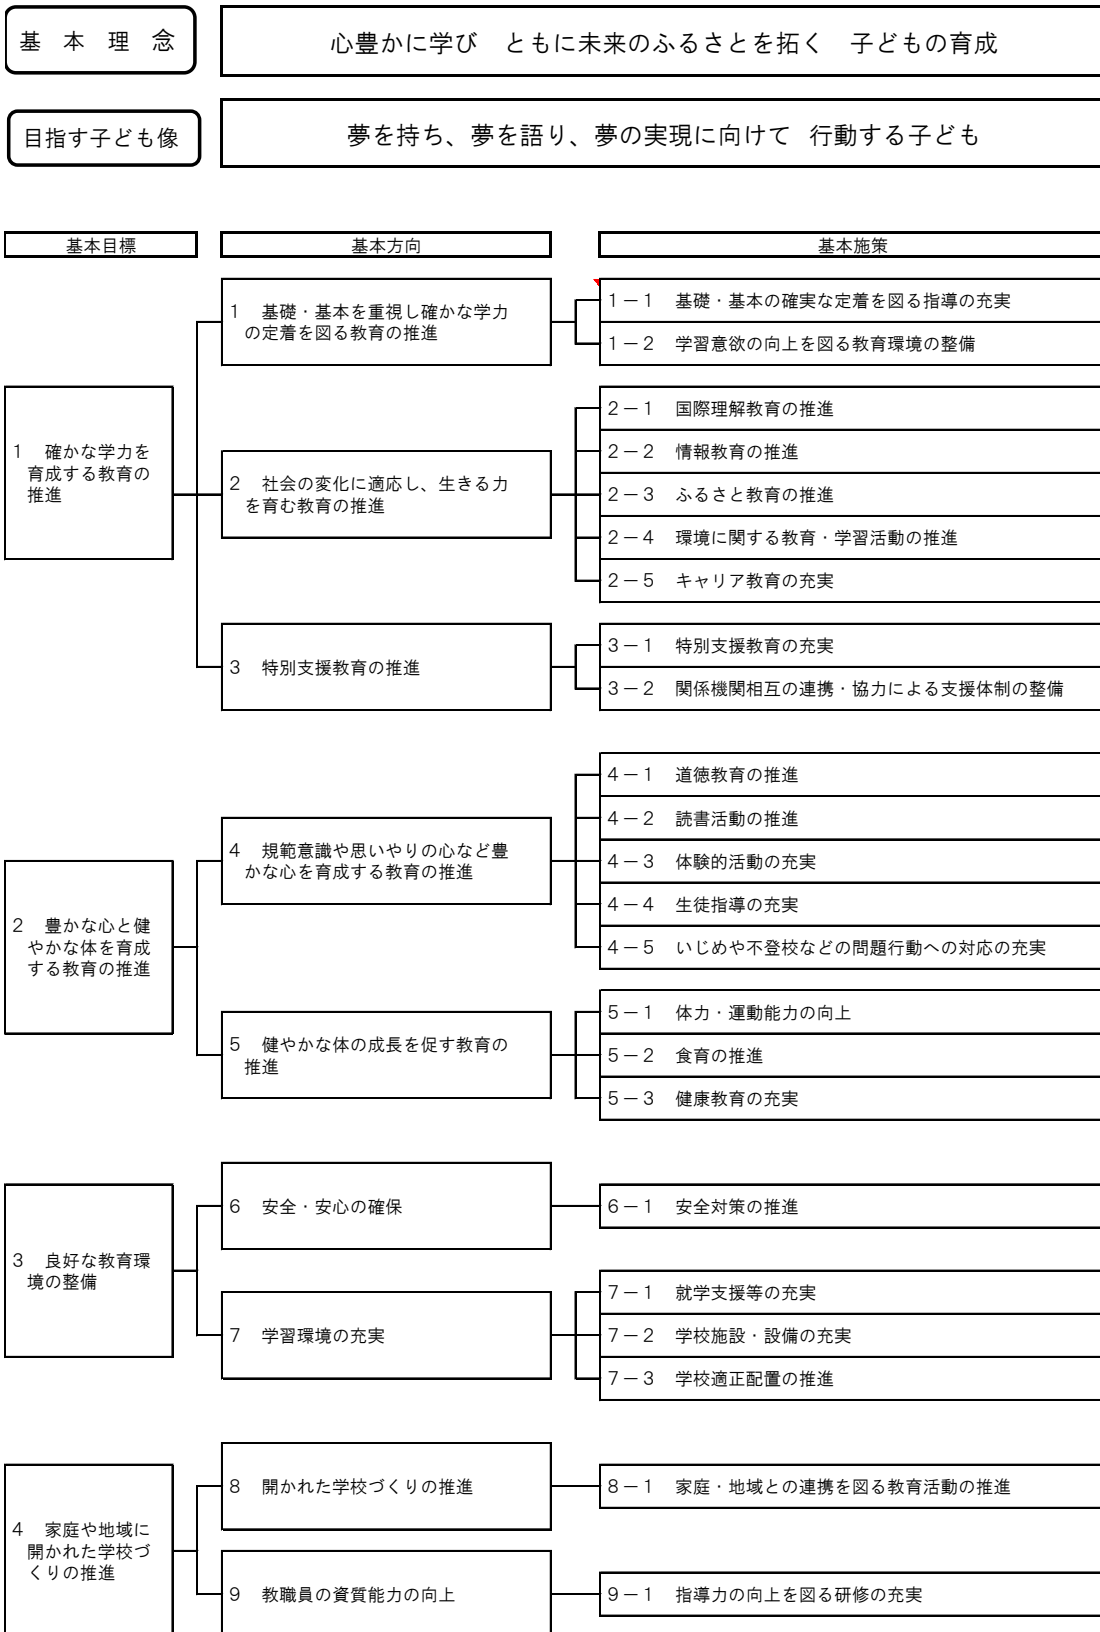 基 本 理 念
心豊かに学び　ともに未来のふるさとを拓く　子どもの育成
目指す子ども像
夢を持ち、夢を語り、夢の実現に向けて 行動する子ども
基本目標
基本方向
基本施策
1　確かな学力を
育成する教育の
推進
1　基礎・基本を重視し確かな学力
の定着を図る教育の推進
1－1　基礎・基本の確実な定着を図る指導の充実
1－2　学習意欲の向上を図る教育環境の整備
2　社会の変化に適応し、生きる力
を育む教育の推進
2－1　国際理解教育の推進
2－2　情報教育の推進
2－3　ふるさと教育の推進
2－4　環境に関する教育・学習活動の推進
2－5　キャリア教育の充実
3　特別支援教育の推進
3－1　特別支援教育の充実
3－2　関係機関相互の連携・協力による支援体制の整備
2　豊かな心と健
やかな体を育成
する教育の推進
4　規範意識や思いやりの心など豊
かな心を育成する教育の推進
4－1　道徳教育の推進
4－2　読書活動の推進
4－3　体験的活動の充実
4－4　生徒指導の充実
4－5　いじめや不登校などの問題行動への対応の充実
5　健やかな体の成長を促す教育の
推進
5－1　体力・運動能力の向上
5－2　食育の推進
5－3　健康教育の充実
3　良好な教育環
境の整備
6　安全・安心の確保
6－1　安全対策の推進
7　学習環境の充実
7－1　就学支援等の充実
7－2　学校施設・設備の充実
7－3　学校適正配置の推進
4　家庭や地域に
開かれた学校づ
くりの推進
8　開かれた学校づくりの推進
8－1　家庭・地域との連携を図る教育活動の推進
9　教職員の資質能力の向上
9－1　指導力の向上を図る研修の充実